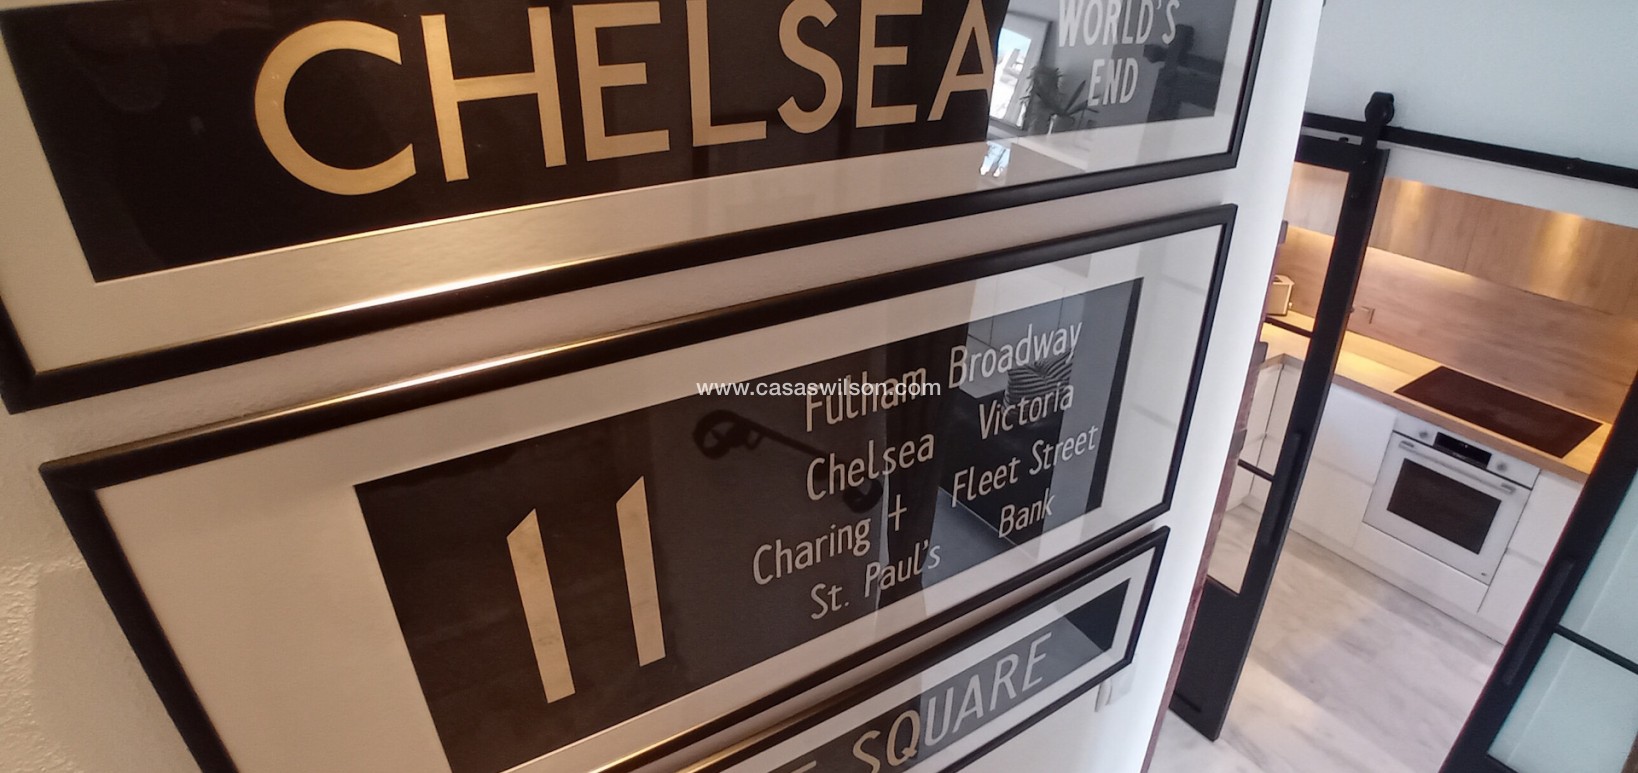 CHELSEA
WORLD'S
END
www.casaswilson.com
11
Fulham Broadway
Chelsea Victoria
Charing + Fleet Street
St. Paul's Bank
SQUARE